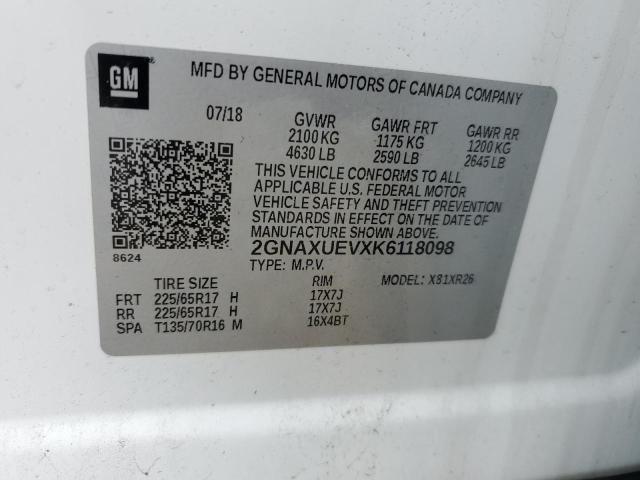 GM
MFD BY GENERAL MOTORS OF CANADA COMPANY
07/18 GVWR GAWR FRT GAWR RR
2100 KG 1175 KG 1200 KG
4630 LB 2590 LB 2645 LB
THIS VEHICLE CONFORMS TO ALL
APPLICABLE U.S. FEDERAL MOTOR
VEHICLE SAFETY AND THEFT PREVENTION
STANDARDS IN EFFECT ON THE DATE OF
MANUFACTURE SHOWN ABOVE.
8624 2GNAXUEVXK6118098
TYPE: M.P.V. MODEL: X81XR26
TIRE SIZE RIM
FRT 225/65R17 H 17X7J
RR 225/65R17 H 17X7J
SPA T135/70R16 M 16X4BT